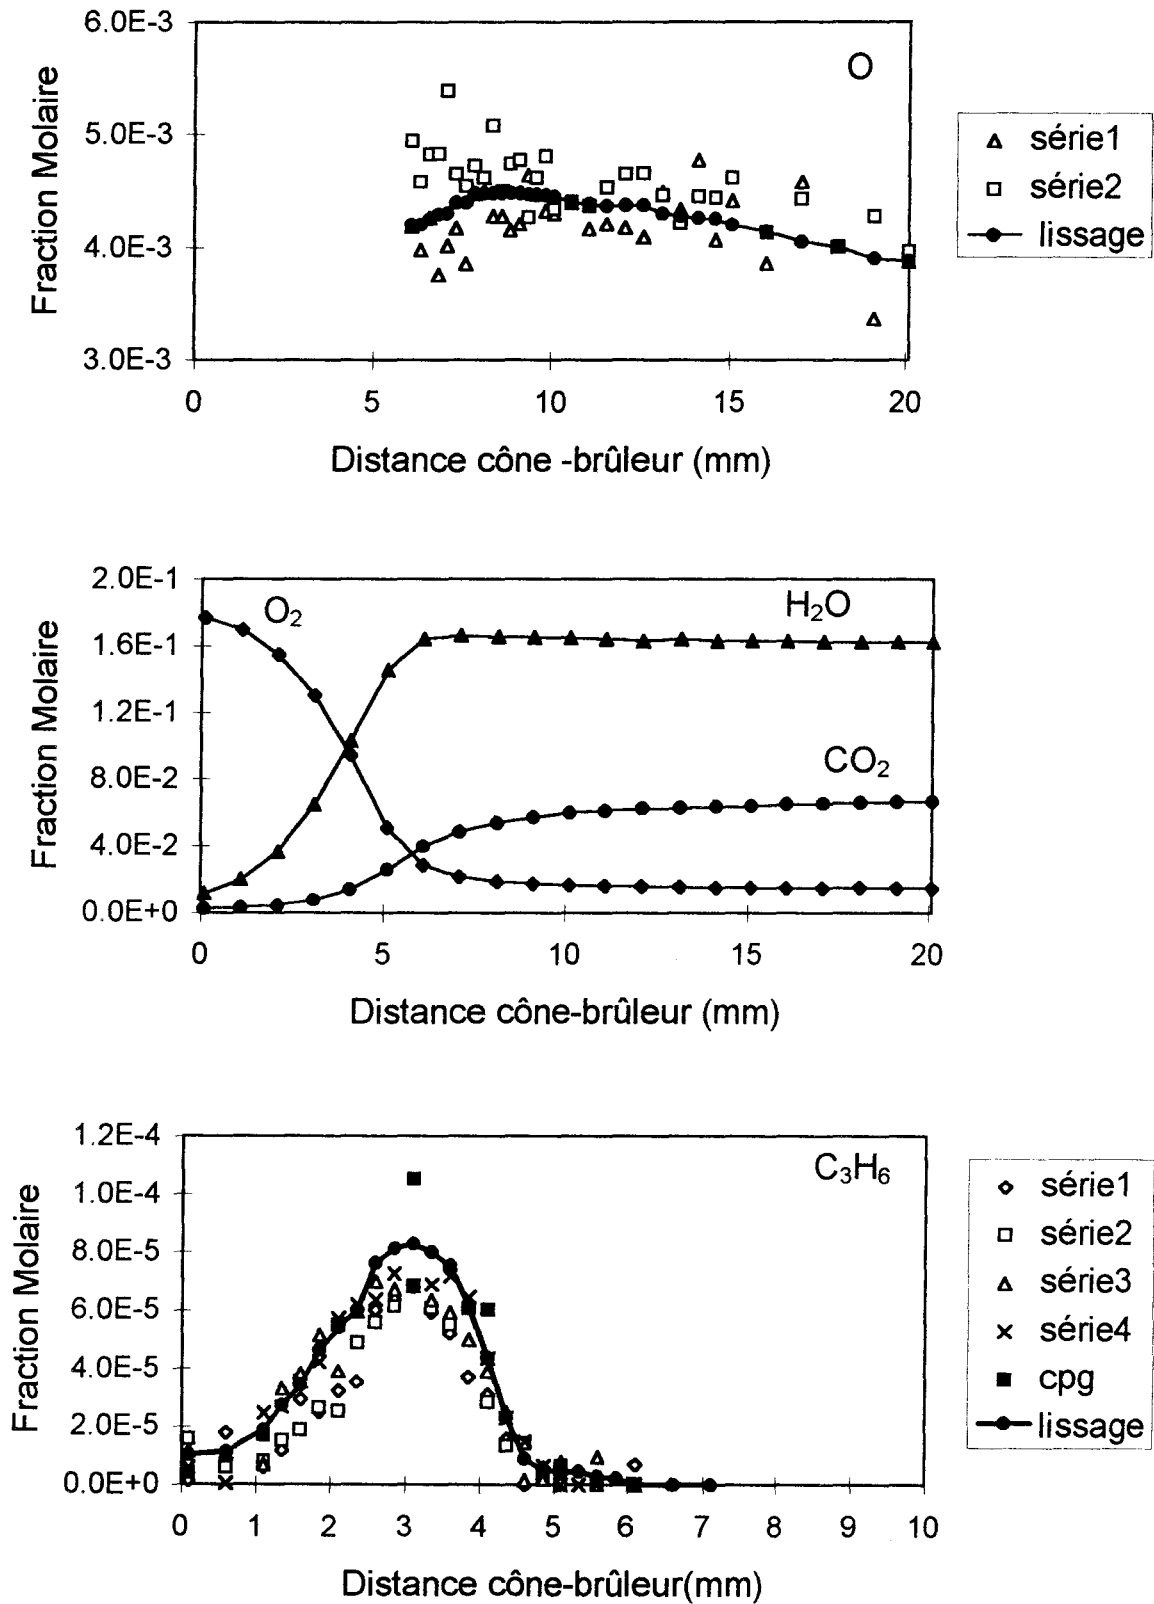 6.0E-3
O
5.0E-3
4.0E-3
3.0E-3
Fraction Molaire
0 5 10 15 20
Distance cône -brûleur (mm)
série1
série2
lissage
2.0E-1
O₂
H₂O
1.6E-1
1.2E-1
CO₂
8.0E-2
4.0E-2
0.0E+0
Fraction Molaire
0 5 10 15 20
Distance cône-brûleur (mm)
1.2E-4
C₃H₆
1.0E-4
8.0E-5
6.0E-5
4.0E-5
2.0E-5
0.0E+0
Fraction Molaire
0 1 2 3 4 5 6 7 8 9 10
Distance cône-brûleur(mm)
série1
série2
série3
série4
cpg
lissage